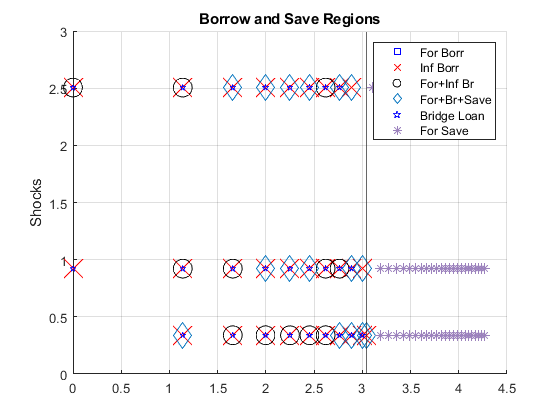 Borrow and Save Regions
3
2.5
2
1.5
1
0.5
0
Shocks
For Borr
Inf Borr
For+Inf Br
For+Br+Save
Bridge Loan
For Save
0 0.5 1 1.5 2 2.5 3 3.5 4 4.5